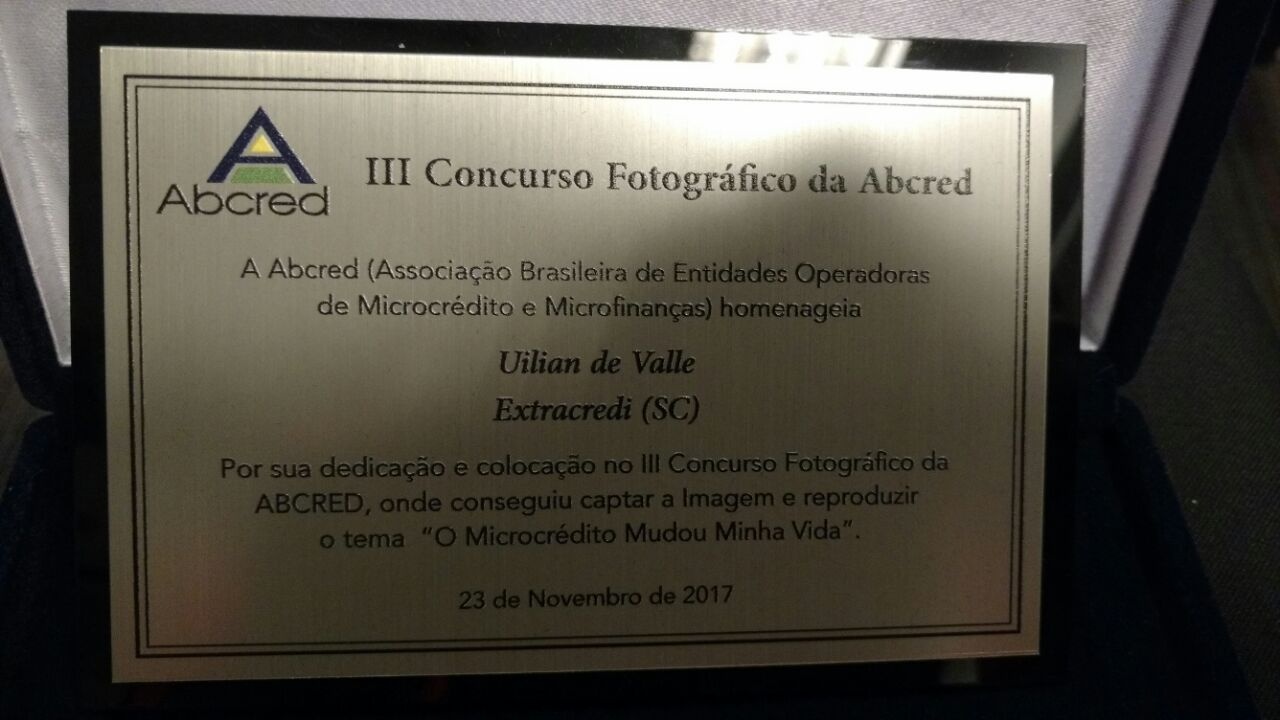 Abcred
III Concurso Fotográfico da Abcred
A Abcred (Associação Brasileira de Entidades Operadoras
de Microcrédito e Microfinanças) homenageia
Uilian de Valle
Extracredi (SC)
Por sua dedicação e colocação no III Concurso Fotográfico da
ABCRED, onde conseguiu captar a Imagem e reproduzir
o tema “O Microcrédito Mudou Minha Vida”.
23 de Novembro de 2017